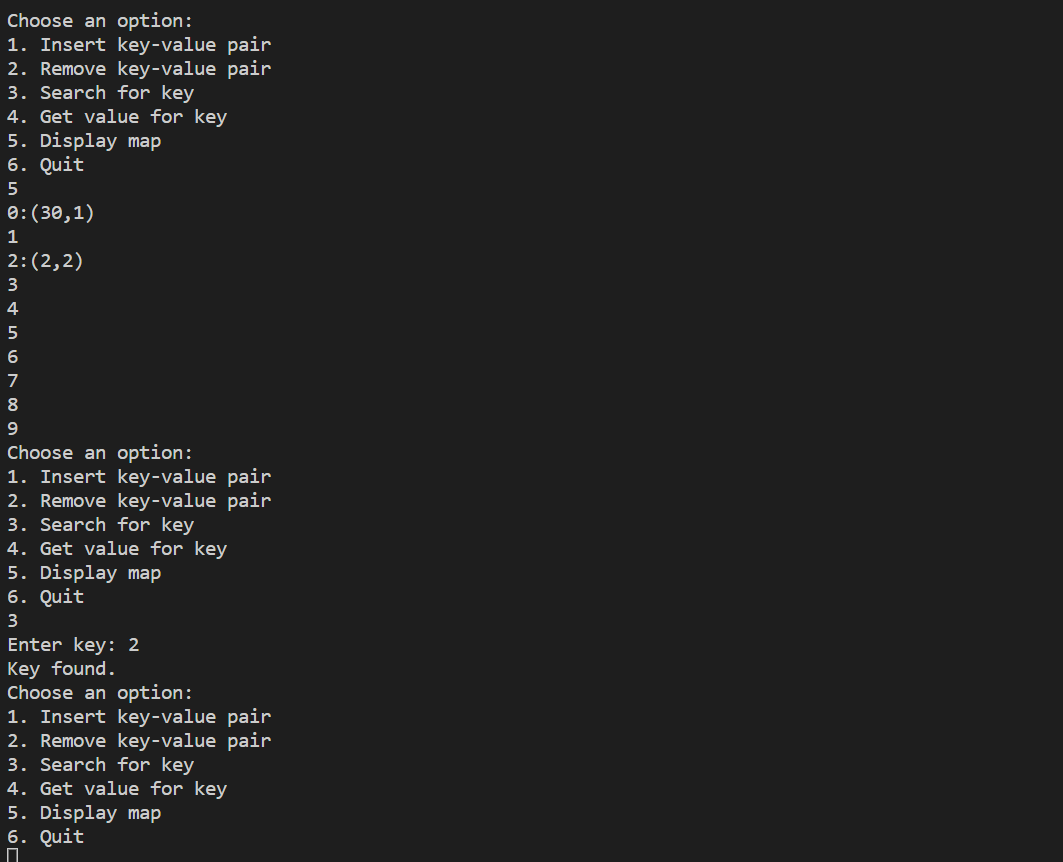 Choose an option:
1. Insert key-value pair
2. Remove key-value pair
3. Search for key
4. Get value for key
5. Display map
6. Quit
5
0:(30,1)
1
2:(2,2)
3
4
5
6
7
8
9
Choose an option:
1. Insert key-value pair
2. Remove key-value pair
3. Search for key
4. Get value for key
5. Display map
6. Quit
3
Enter key: 2
Key found.
Choose an option:
1. Insert key-value pair
2. Remove key-value pair
3. Search for key
4. Get value for key
5. Display map
6. Quit